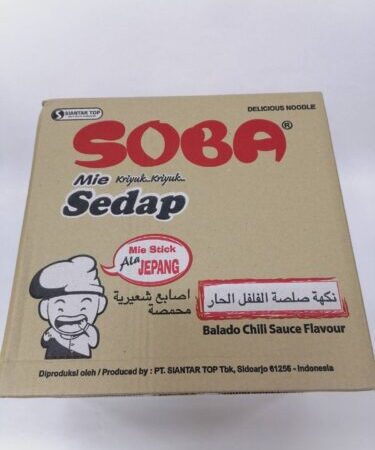 SIANTAR TOP
DELICIOUS NOODLE
SOBA®
Mie Kriyuk..Kriyuk..
Sedap
Mie Stick
Ala JEPANG
اصابع شعيرية
محمصة
نكهة صلصة الفلفل الحار
Balado Chili Sauce Flavour
Diproduksi oleh / Produced by : PT. SIANTAR TOP Tbk, Sidoarjo 61256 - Indonesia